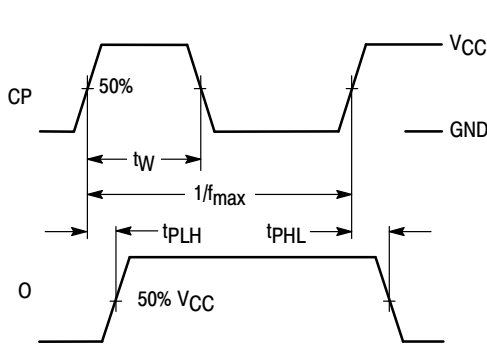 VCC
CP
50%
GND
tW
1/fmax
tPLH
tPHL
O
50% VCC